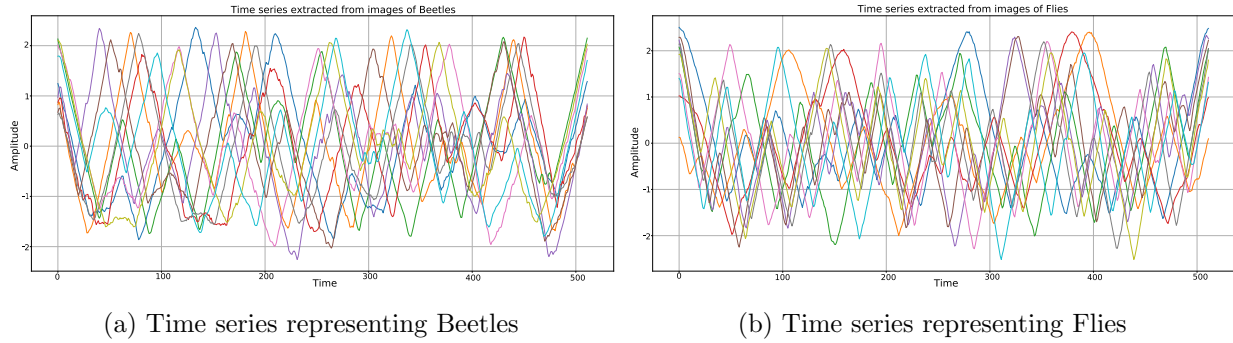 Time series extracted from images of Beetles
Amplitude
2
1
0
-1
-2
0 100 200 300 400 500
Time
(a) Time series representing Beetles
Time series extracted from images of Flies
Amplitude
2
1
0
-1
-2
0 100 200 300 400 500
Time
(b) Time series representing Flies